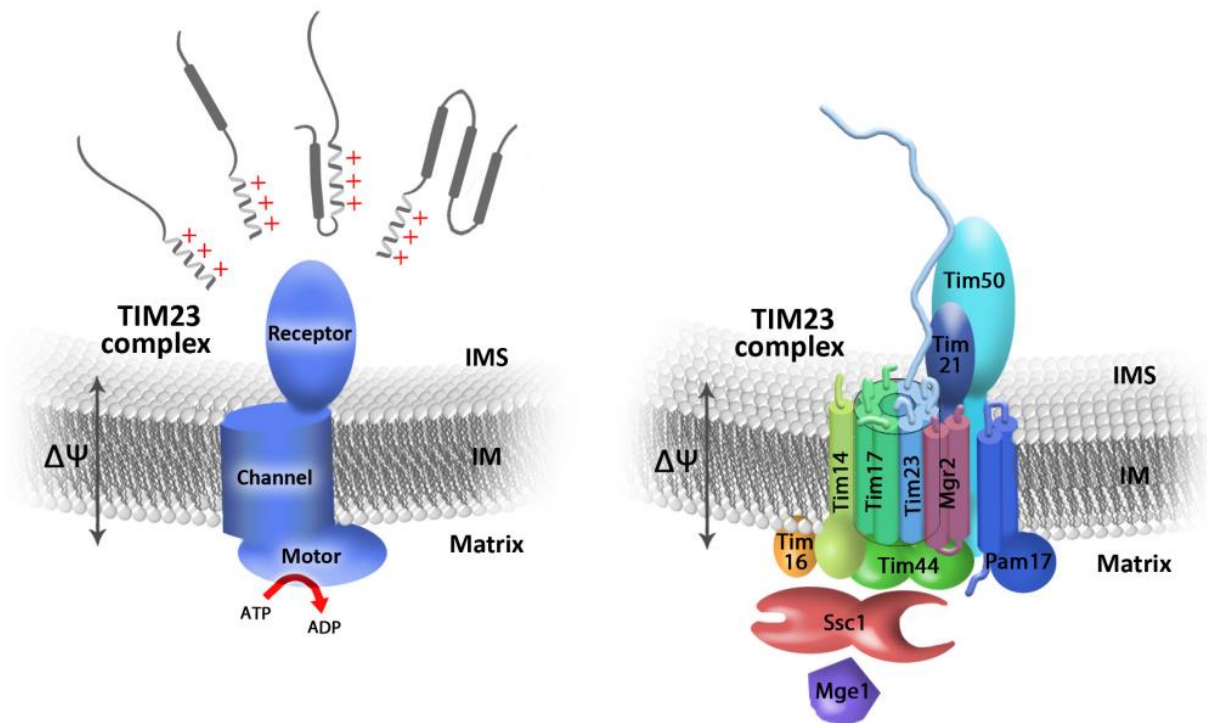 +
+
+
+
+
+
+
+
+
+
+
+
TIM23
complex
Receptor
IMS
ΔΨ
Channel
IM
Motor
Matrix
ATP
ADP
Tim50
TIM23
complex
Tim
21
IMS
ΔΨ
Tim14
Tim17
Tim23
Mgr2
IM
Tim
16
Tim44
Pam17
Matrix
Ssc1
Mge1